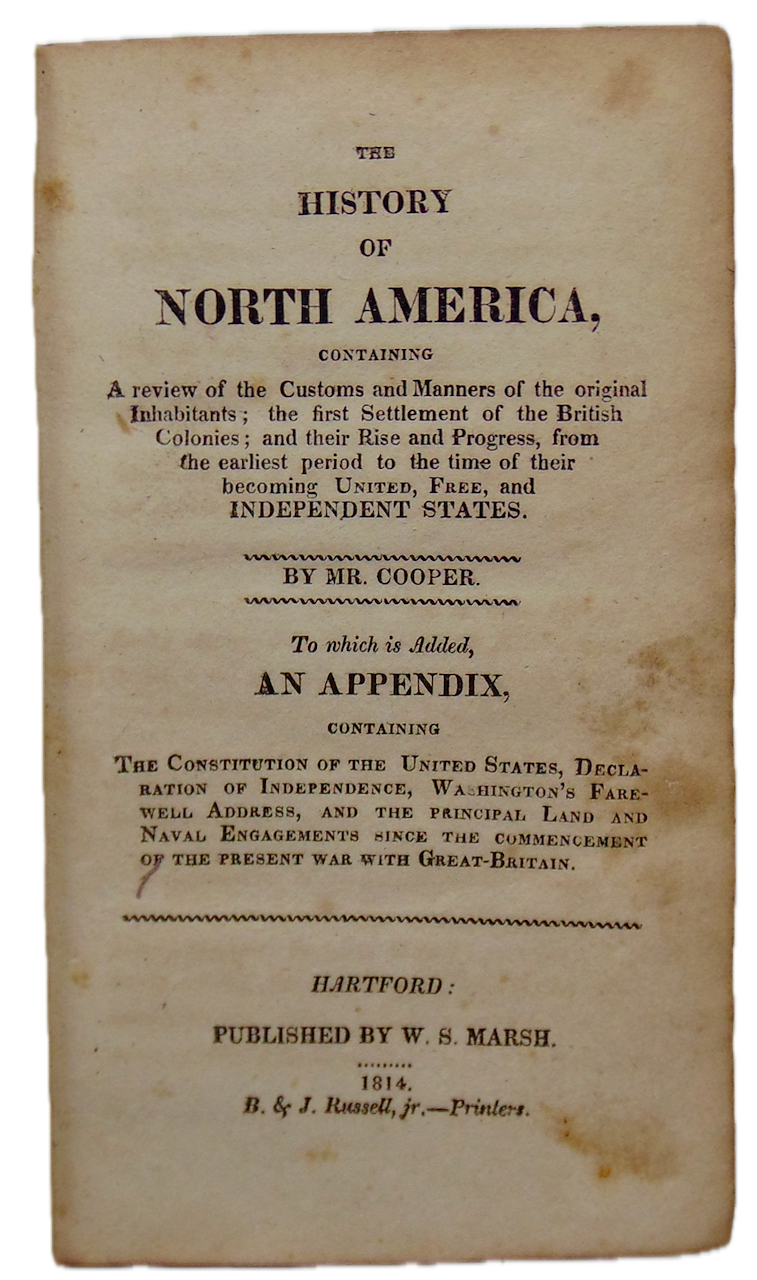 THE
HISTORY
OF
NORTH AMERICA,
CONTAINING
A review of the Customs and Manners of the original
Inhabitants; the first Settlement of the British
Colonies; and their Rise and Progress, from
the earliest period to the time of their
becoming UNITED, FREE, and
INDEPENDENT STATES.
BY MR. COOPER.
To which is Added,
AN APPENDIX,
CONTAINING
THE CONSTITUTION OF THE UNITED STATES, DECLA-
RATION OF INDEPENDENCE, WASHINGTON'S FARE-
WELL ADDRESS, AND THE PRINCIPAL LAND AND
NAVAL ENGAGEMENTS SINCE THE COMMENCEMENT
OF THE PRESENT WAR WITH GREAT-BRITAIN.
HARTFORD:
PUBLISHED BY W. S. MARSH.
1814.
B. & J. Russell, jr.—Printers.